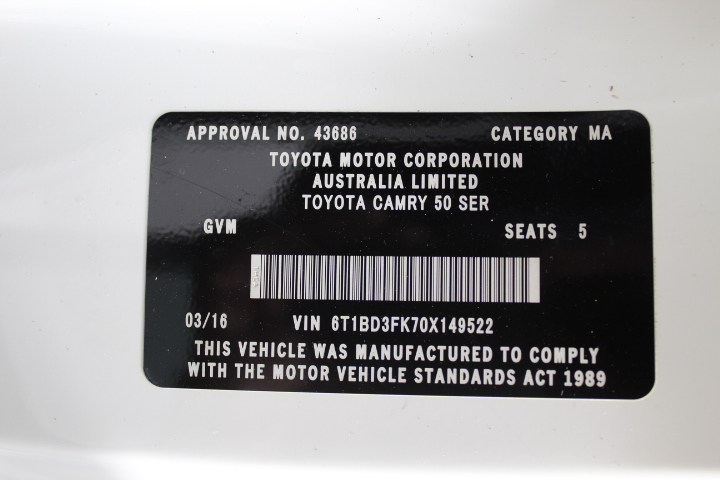 APPROVAL NO. 43686 CATEGORY MA
TOYOTA MOTOR CORPORATION
AUSTRALIA LIMITED
TOYOTA CAMRY 50 SER
GVM SEATS 5
03/16 VIN 6T1BD3FK70X149522
THIS VEHICLE WAS MANUFACTURED TO COMPLY
WITH THE MOTOR VEHICLE STANDARDS ACT 1989